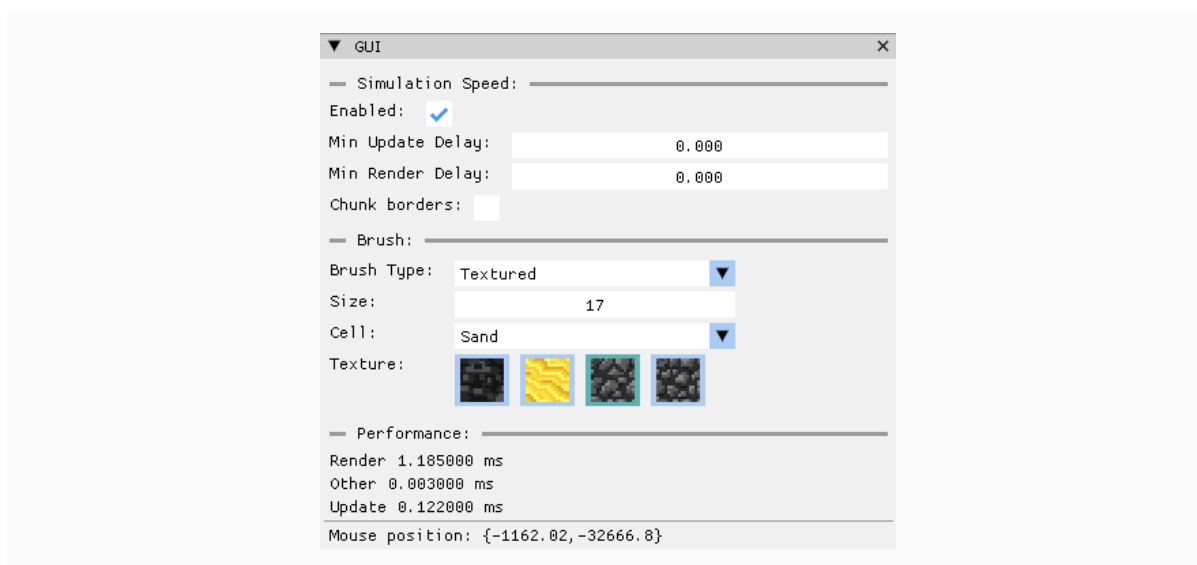 GUI
Simulation Speed:
Enabled:
Min Update Delay: 0.000
Min Render Delay: 0.000
Chunk borders:
Brush:
Brush Type: Textured
Size: 17
Cell: Sand
Texture:
Performance:
Render 1.185000 ms
Other 0.003000 ms
Update 0.122000 ms
Mouse position: {-1162.02,-32666.8}